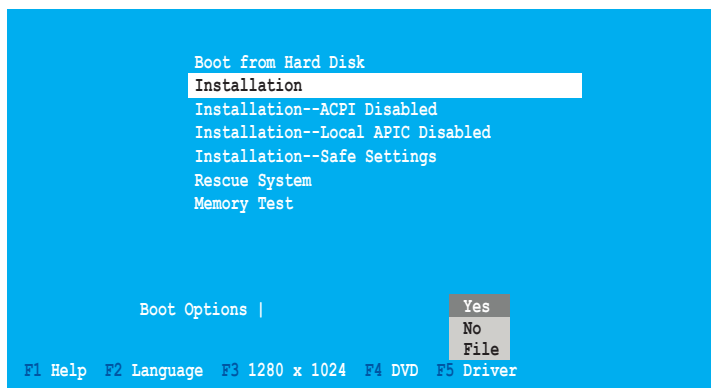 Boot from Hard Disk
Installation
Installation--ACPI Disabled
Installation--Local APIC Disabled
Installation--Safe Settings
Rescue System
Memory Test
Boot Options |
Yes
No
File
F1 Help F2 Language F3 1280 x 1024 F4 DVD F5 Driver